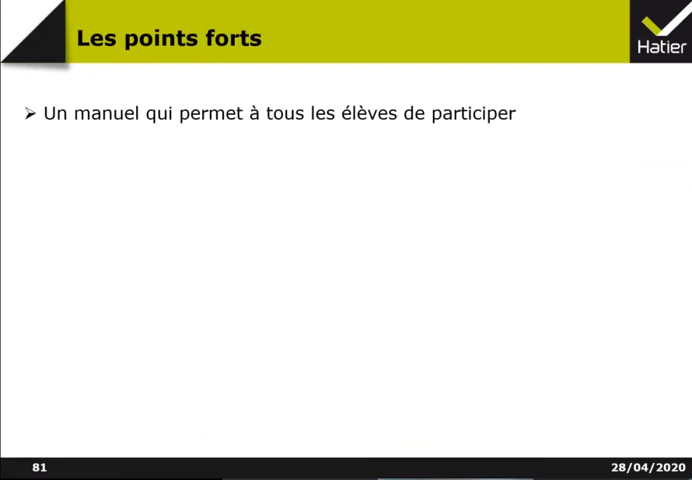 Les points forts
Hatier
➢ Un manuel qui permet à tous les élèves de participer
81
28/04/2020